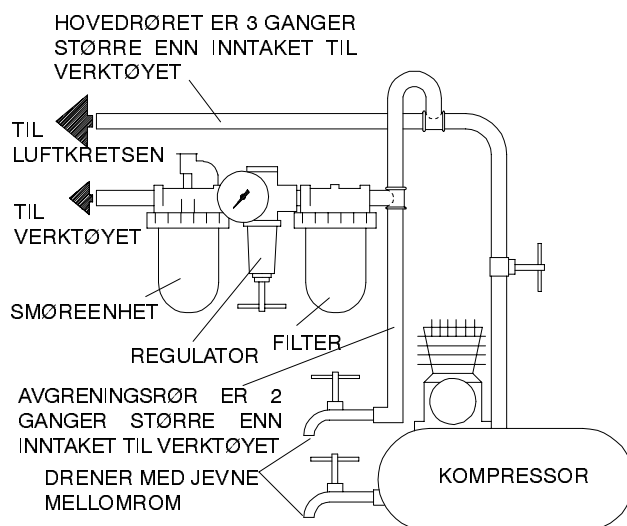 HOVEDRØRET ER 3 GANGER
STØRRE ENN INNTAKET TIL
VERKTØYET
TIL
LUFTKRETSEN
TIL
VERKTØYET
SMØREENHET
REGULATOR
FILTER
AVGRENINGSRØR ER 2
GANGER STØRRE ENN
INNTAKET TIL VERKTØYET
DRENER MED JEVNE
MELLOMROM
KOMPRESSOR